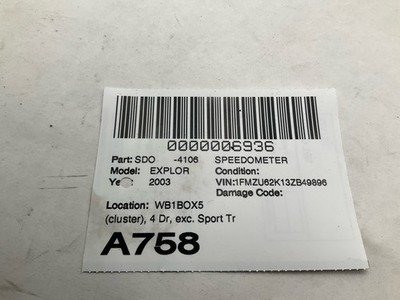 0000006936
Part: SDO -4106 SPEEDOMETER
Model: EXPLOR Condition:
Ye 2003 VIN:1FMZU62K13ZB49896
Damage Code:
Location: WB1BOX5
(cluster), 4 Dr, exc. Sport Tr
A758